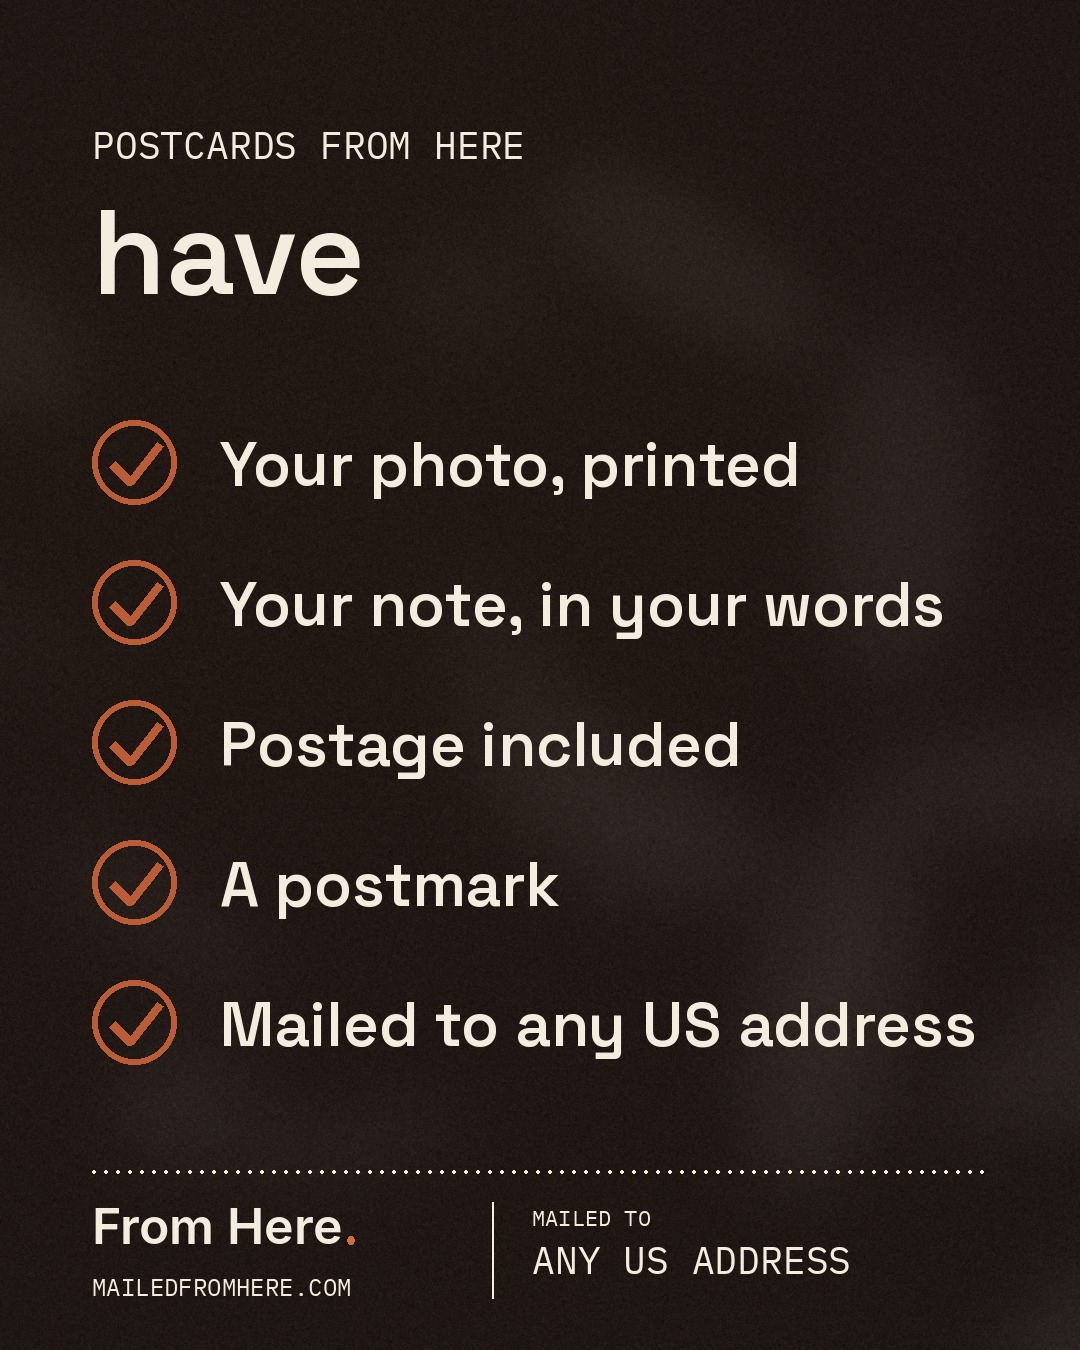 POSTCARDS FROM HERE
have
Your photo, printed
Your note, in your words
Postage included
A postmark
Mailed to any US address
From Here.
MAILEDFROMHERE.COM
MAILED TO
ANY US ADDRESS